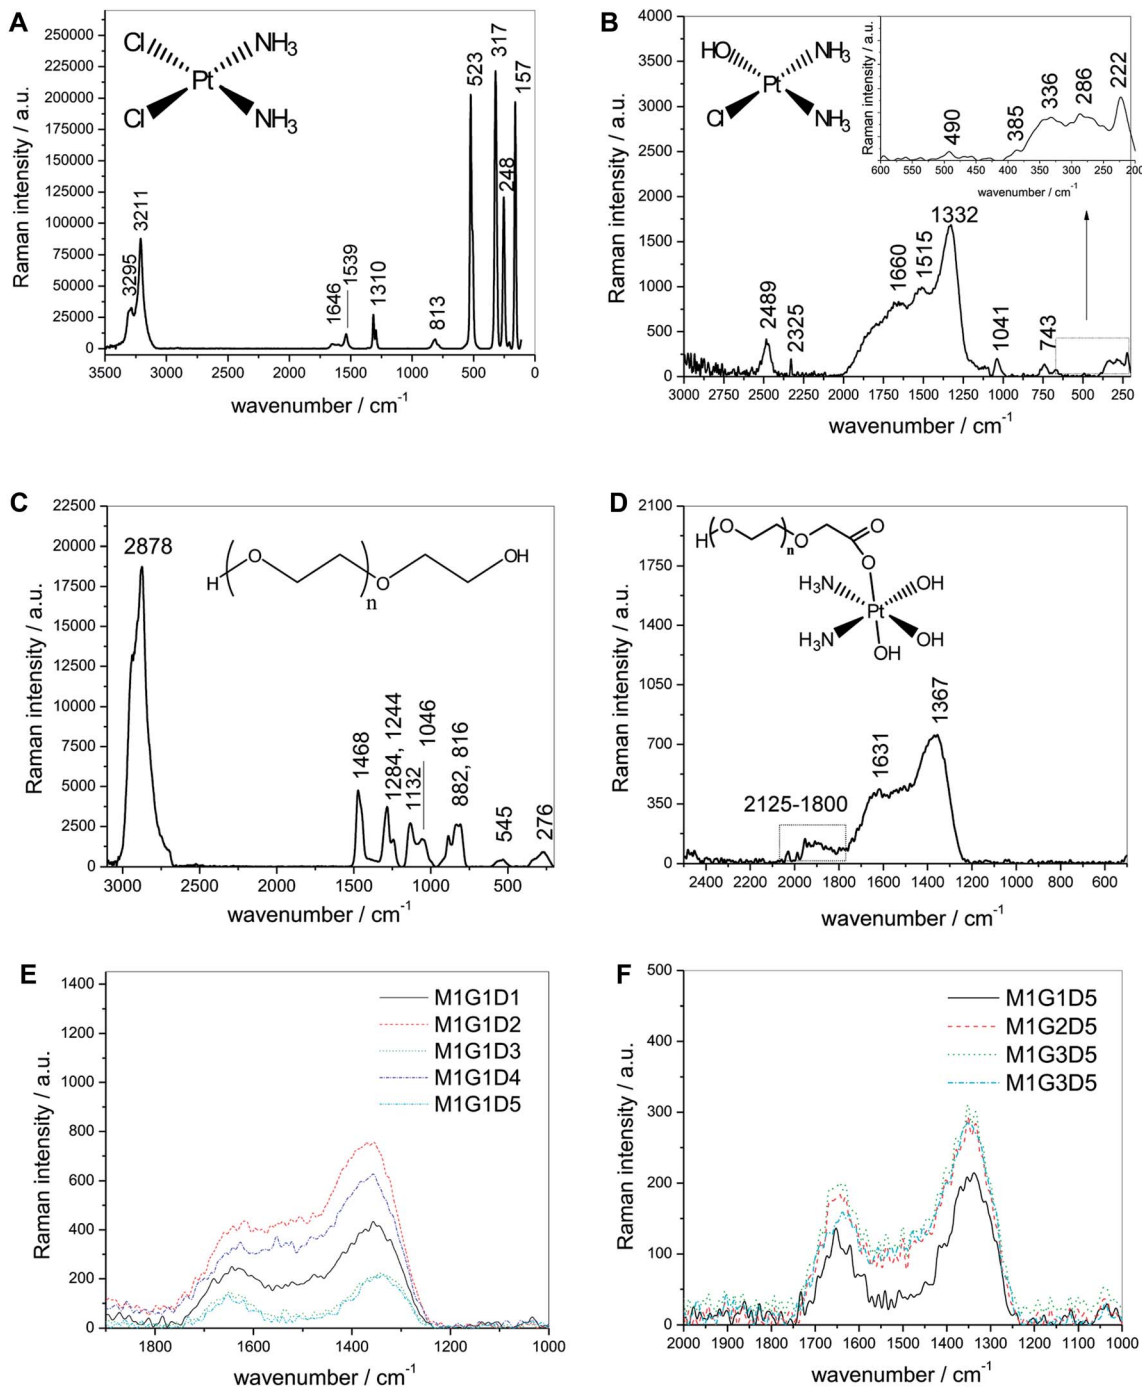 A
Cl
NH3
Pt
Cl
NH3
3295
3211
1646
1539
1310
813
523
317
248
157
Raman intensity / a.u.
250000
225000
200000
175000
150000
125000
100000
75000
50000
25000
0
3500 3000 2500 2000 1500 1000 500 0
wavenumber / cm-1
B
HO
NH3
Pt
Cl
NH3
2489
2325
1660
1515
1332
1041
743
Raman intensity / a.u.
4000
3500
3000
2500
2000
1500
1000
500
0
3000 2750 2500 2250 2000 1750 1500 1250 1000 750 500 250
wavenumber / cm-1
490
385
336
286
222
Raman intensity / a.u.
600 550 500 450 400 350 300 250 200
wavenumber / cm-1
C
2878
H
O
n
O
OH
1468
1284, 1244
1132
1046
882, 816
545
276
Raman intensity / a.u.
22500
20000
17500
15000
12500
10000
7500
5000
2500
0
3000 2500 2000 1500 1000 500
wavenumber / cm-1
D
H
O
n
O
O
O
H3N
OH
Pt
H3N
OH
OH
2125-1800
1631
1367
Raman intensity / a.u.
2100
1750
1400
1050
700
350
0
2400 2200 2000 1800 1600 1400 1200 1000 800 600
wavenumber / cm-1
E
M1G1D1
M1G1D2
M1G1D3
M1G1D4
M1G1D5
Raman intensity / a.u.
1400
1200
1000
800
600
400
200
0
1800 1600 1400 1200 1000
wavenumber / cm-1
F
M1G1D5
M1G2D5
M1G3D5
M1G3D5
Raman intensity / a.u.
500
400
300
200
100
0
2000 1900 1800 1700 1600 1500 1400 1300 1200 1100 1000
wavenumber / cm-1